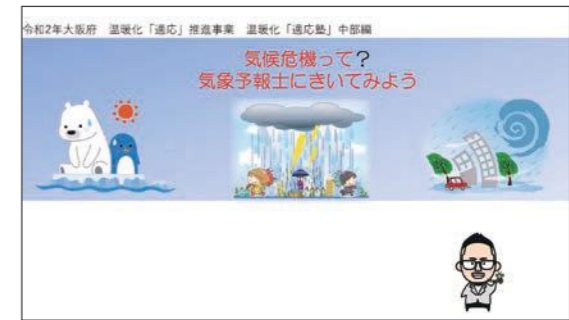 令和2年大阪府　温暖化「適応」推進事業　温暖化「適応塾」中部編
気候危機って？
気象予報士にきいてみよう